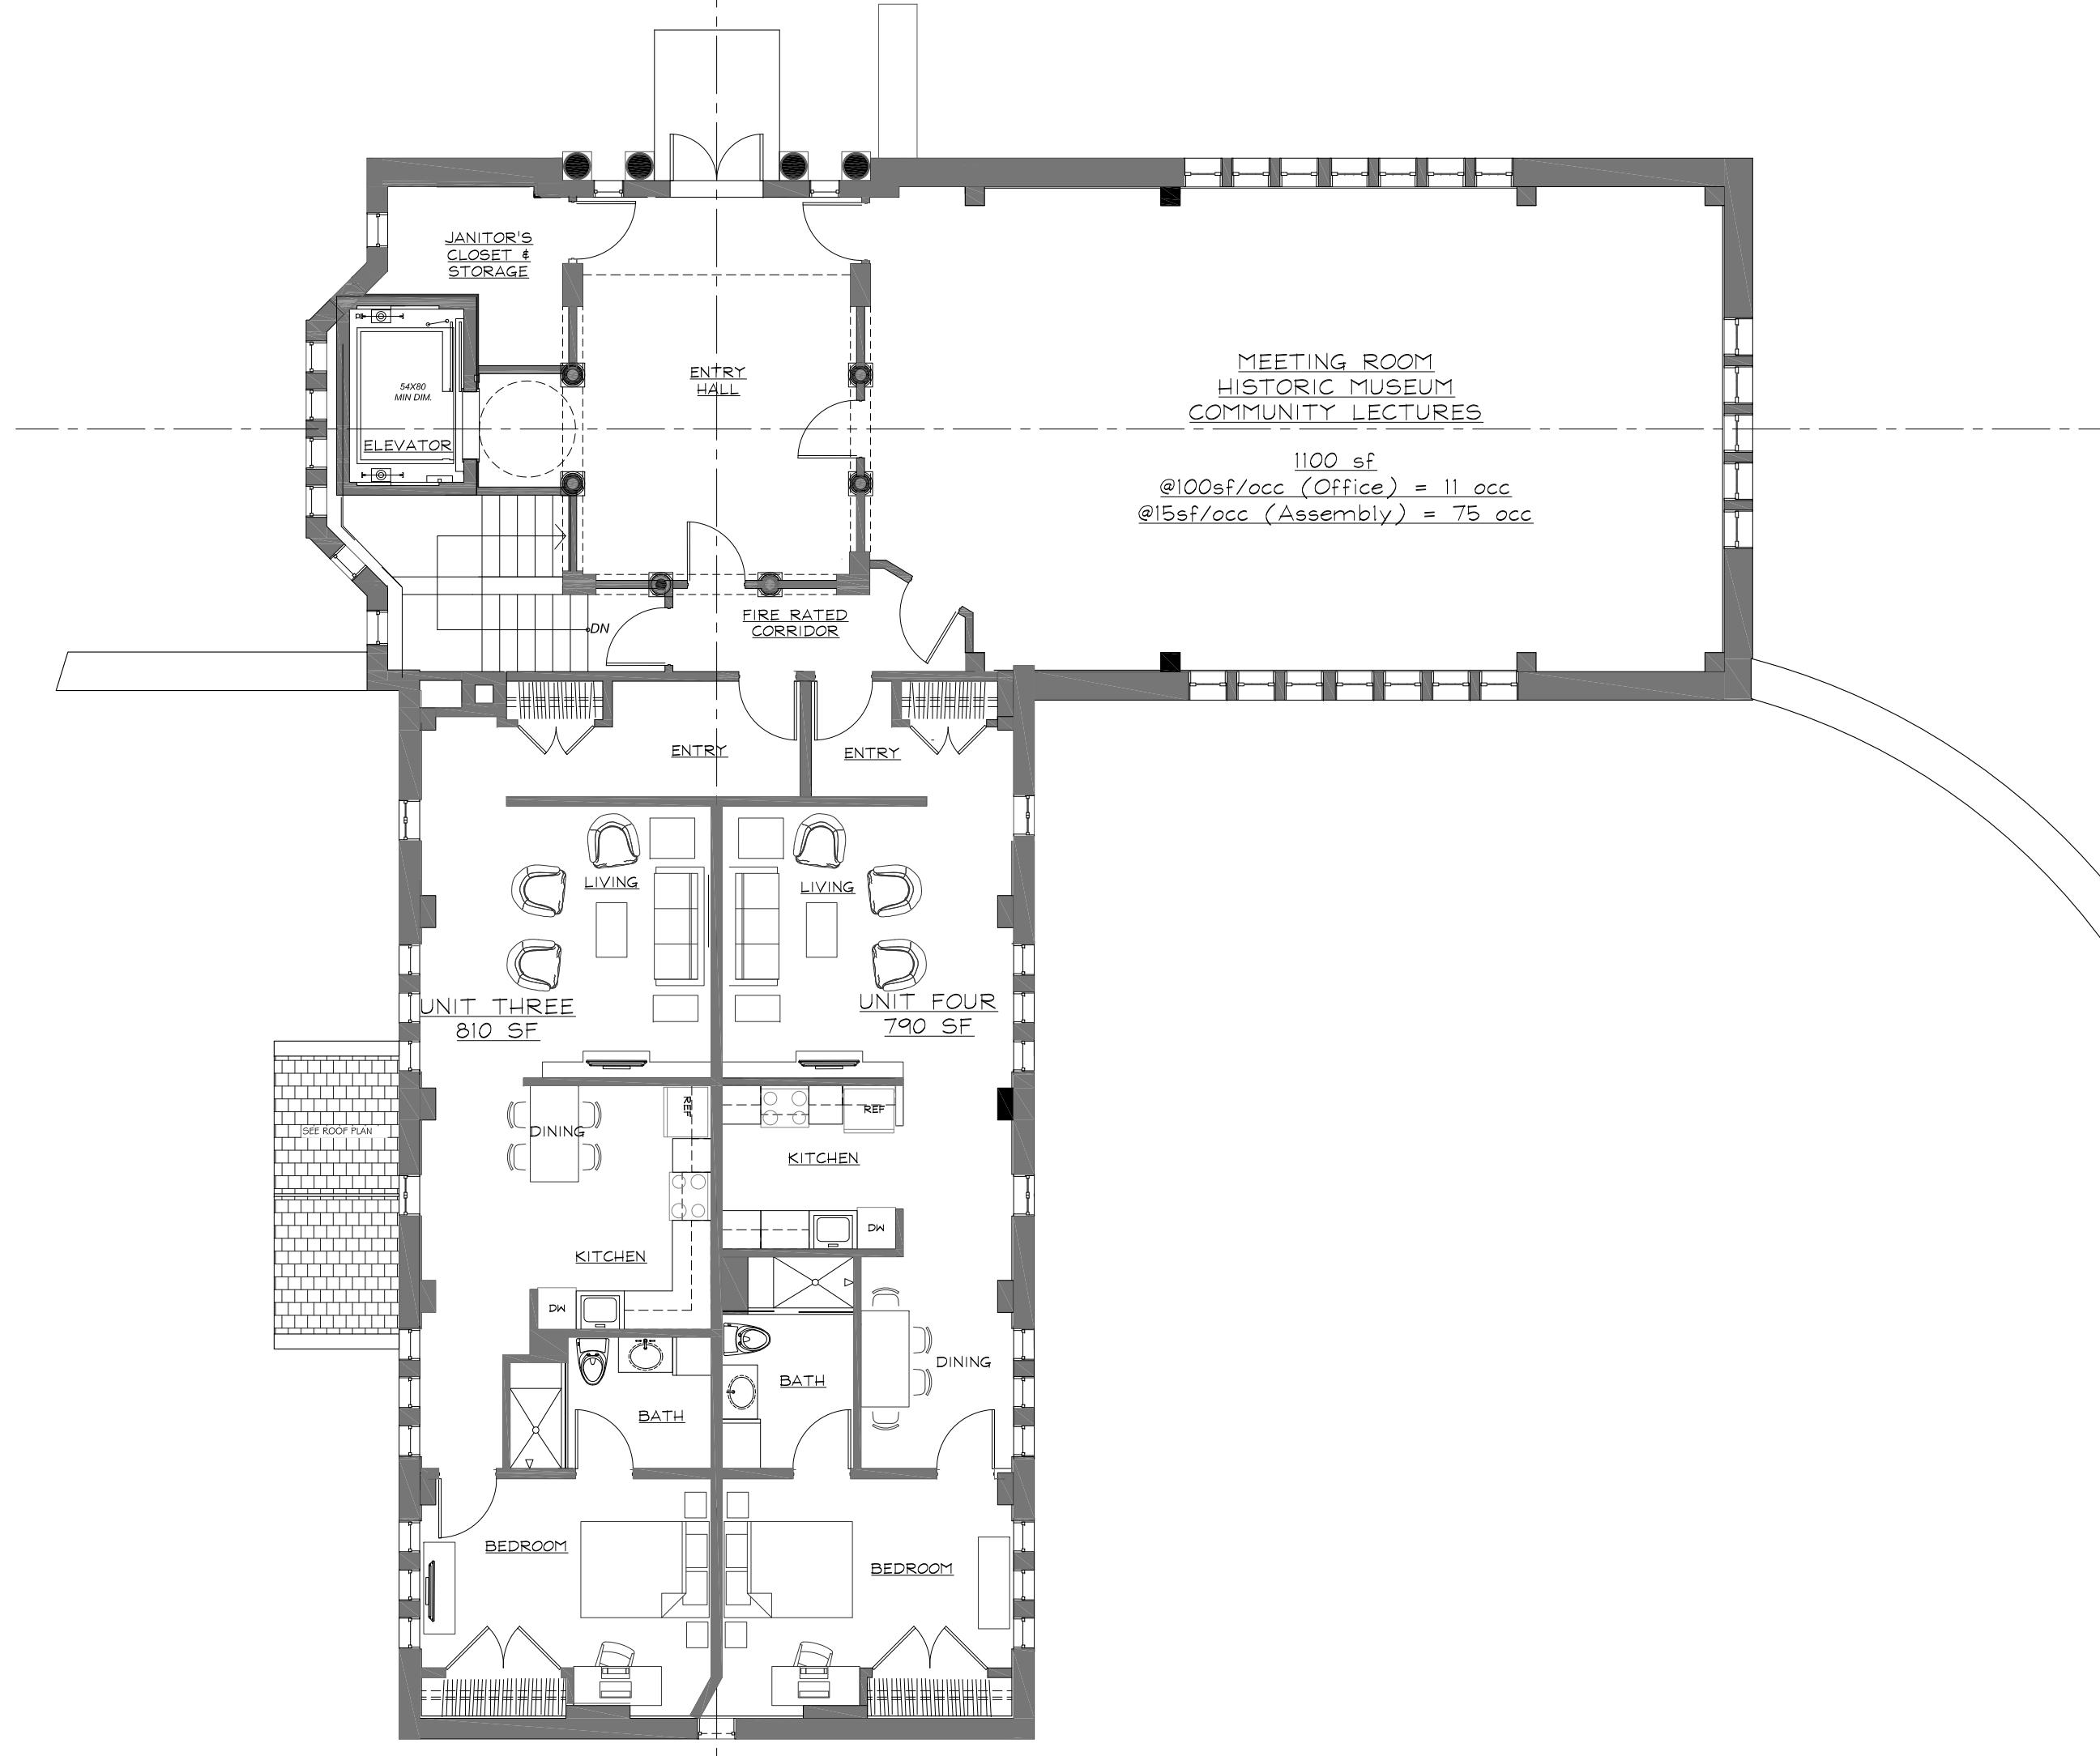 JANITOR'S
CLOSET &
STORAGE
ENTRY
HALL
54X80
MIN DIM.
ELEVATOR
MEETING ROOM
HISTORIC MUSEUM
COMMUNITY LECTURES
1100 sf
@100sf/occ (Office) = 11 occ
@15sf/occ (Assembly) = 75 occ
FIRE RATED
CORRIDOR
DN
ENTRY
ENTRY
LIVING
LIVING
UNIT THREE
810 SF
UNIT FOUR
790 SF
REF
REF
SEE ROOF PLAN
DINING
KITCHEN
DW
KITCHEN
DW
DINING
BATH
BATH
BEDROOM
BEDROOM